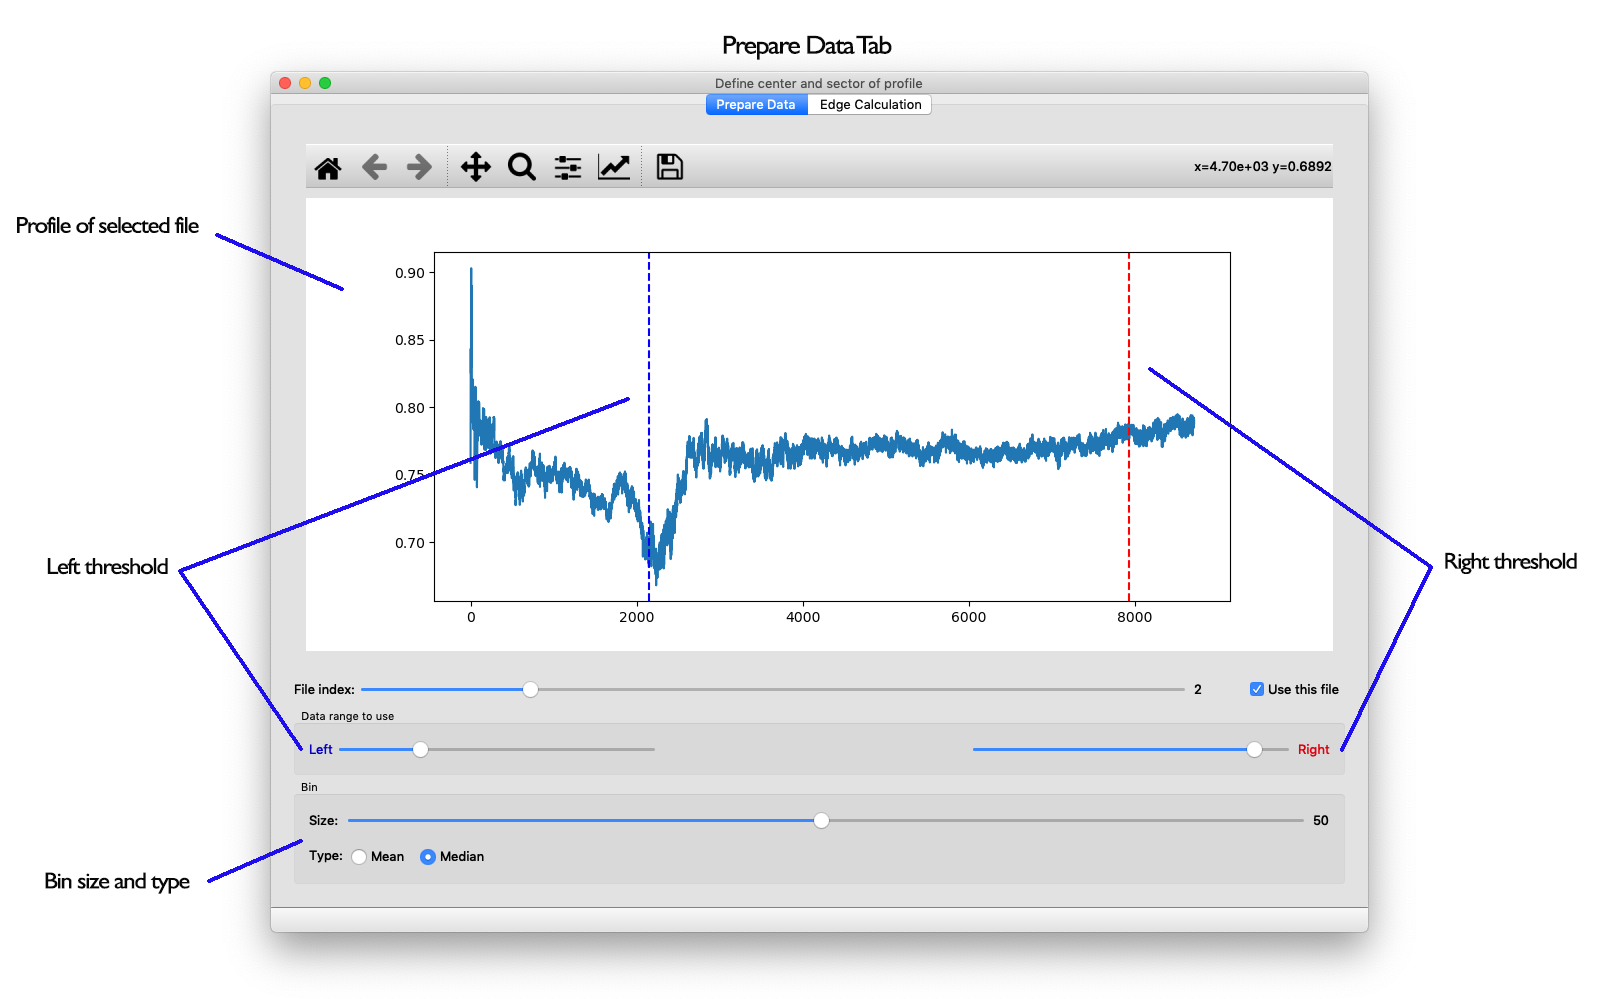 Prepare Data Tab
Define center and sector of profile
Prepare Data Edge Calculation
x=4.70e+03 y=0.6892
Profile of selected file
0.90
0.85
0.80
0.75
0.70
0 2000 4000 6000 8000
Left threshold
Right threshold
File index: 2 Use this file
Data range to use
Left Right
Bin
Size: 50
Type: Mean Median
Bin size and type